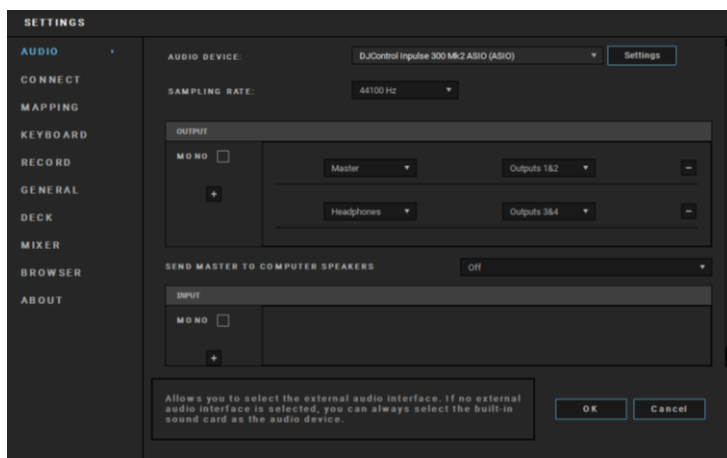 SETTINGS
AUDIO
CONNECT
MAPPING
KEYBOARD
RECORD
GENERAL
DECK
MIXER
BROWSER
ABOUT
AUDIO DEVICE: DJControl Inpulse 300 Mk2 ASIO (ASIO) Settings
SAMPLING RATE: 44100 Hz
OUTPUT
MONO
+
Master Outputs 1&2 –
Headphones Outputs 3&4 –
SEND MASTER TO COMPUTER SPEAKERS Off
INPUT
MONO
+
Allows you to select the external audio interface. If no external
audio interface is selected, you can always select the built-in
sound card as the audio device.
OK Cancel